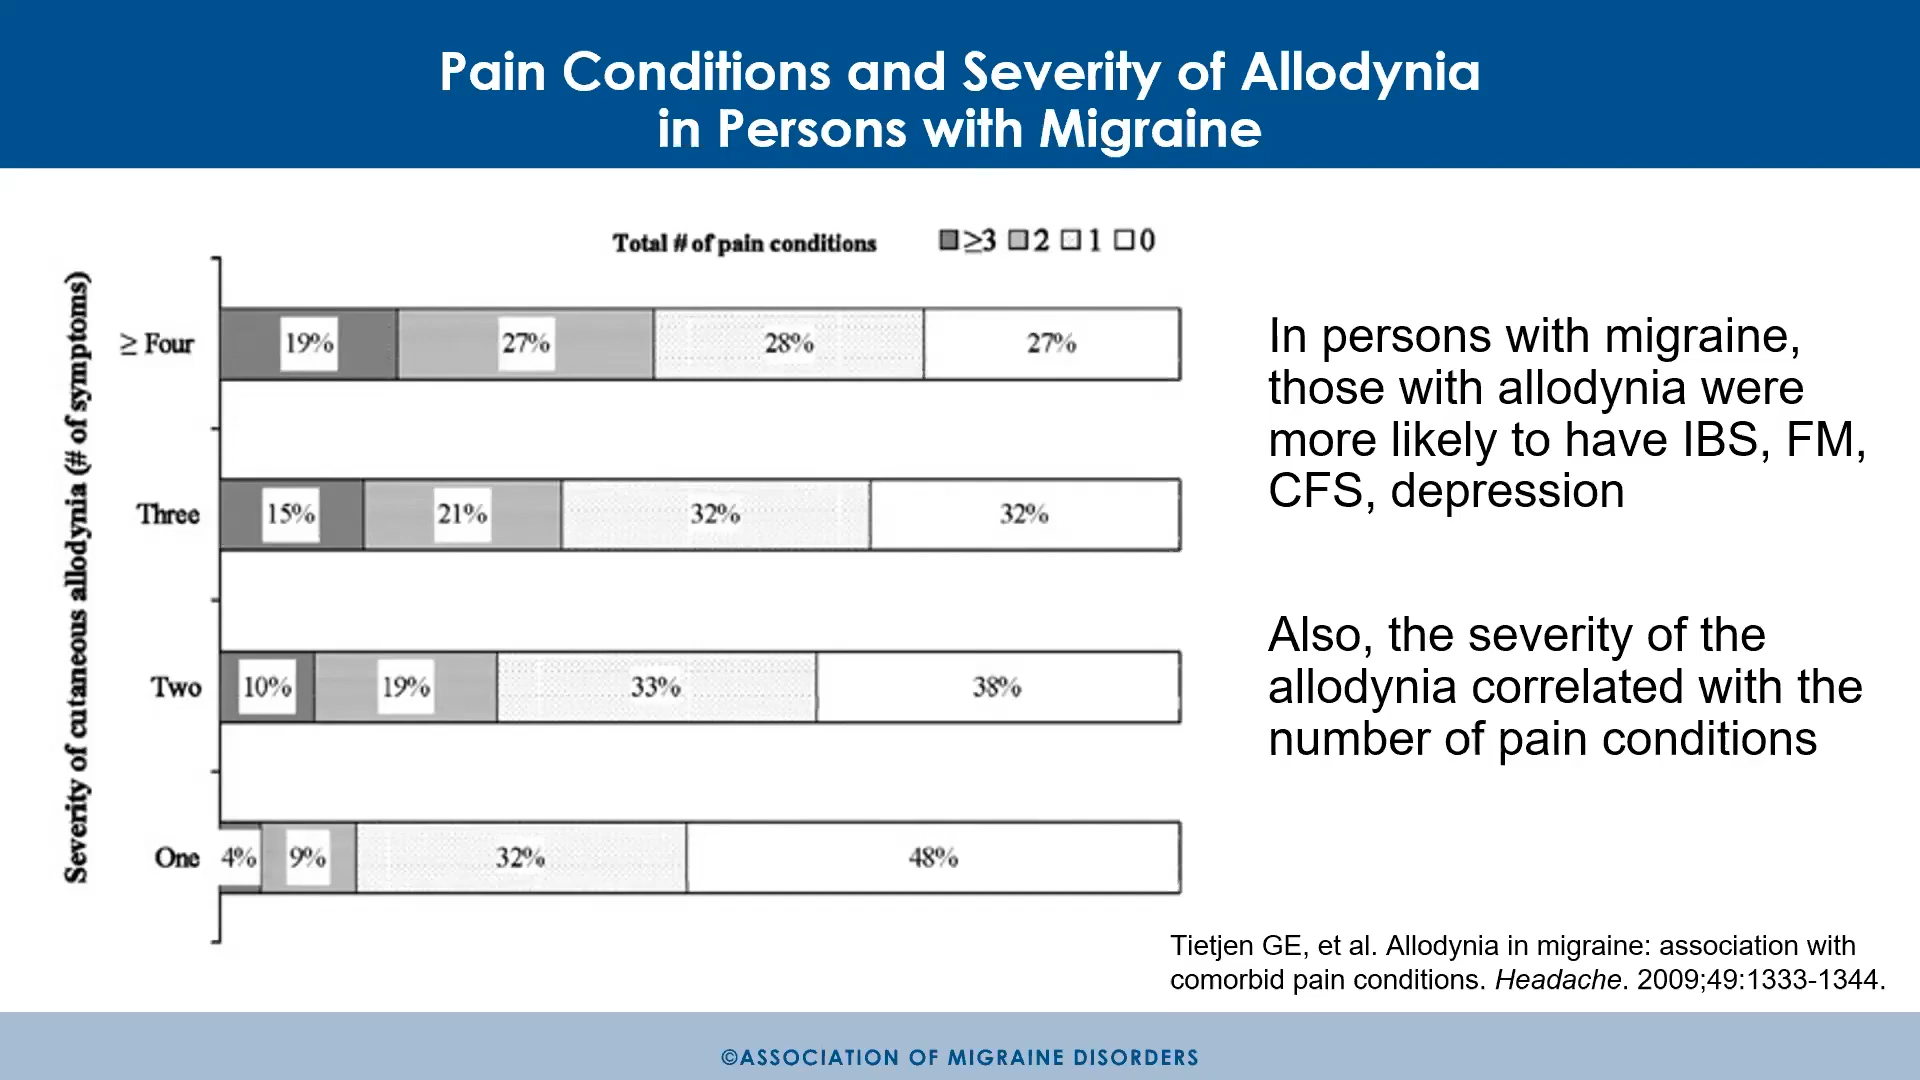 Pain Conditions and Severity of Allodynia
in Persons with Migraine
Total # of pain conditions ≥3 2 1 0
Severity of cutaneous allodynia (# of symptoms)
≥ Four 19% 27% 28% 27%
Three 15% 21% 32% 32%
Two 10% 19% 33% 38%
One 4% 9% 32% 48%
In persons with migraine,
those with allodynia were
more likely to have IBS, FM,
CFS, depression
Also, the severity of the
allodynia correlated with the
number of pain conditions
Tietjen GE, et al. Allodynia in migraine: association with
comorbid pain conditions. Headache. 2009;49:1333-1344.
©ASSOCIATION OF MIGRAINE DISORDERS